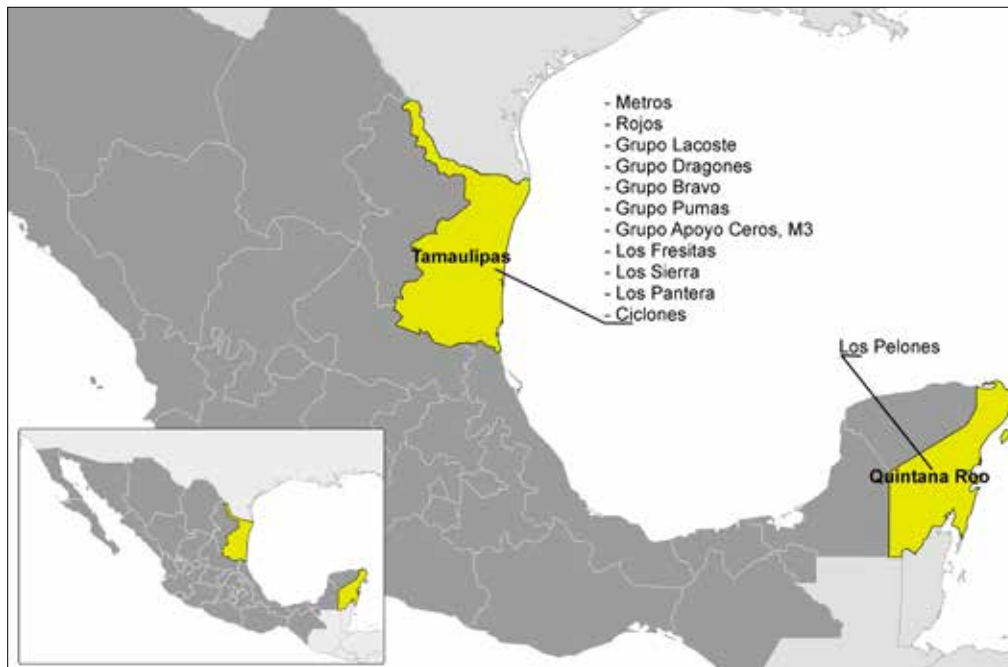 - Metros
- Rojos
- Grupo Lacoste
- Grupo Dragones
- Grupo Bravo
- Grupo Pumas
- Grupo Apoyo Ceros, M3
- Los Fresitas
- Los Sierra
- Los Pantera
- Ciclones
Tamaulipas
Los Pelones
Quintana Roo